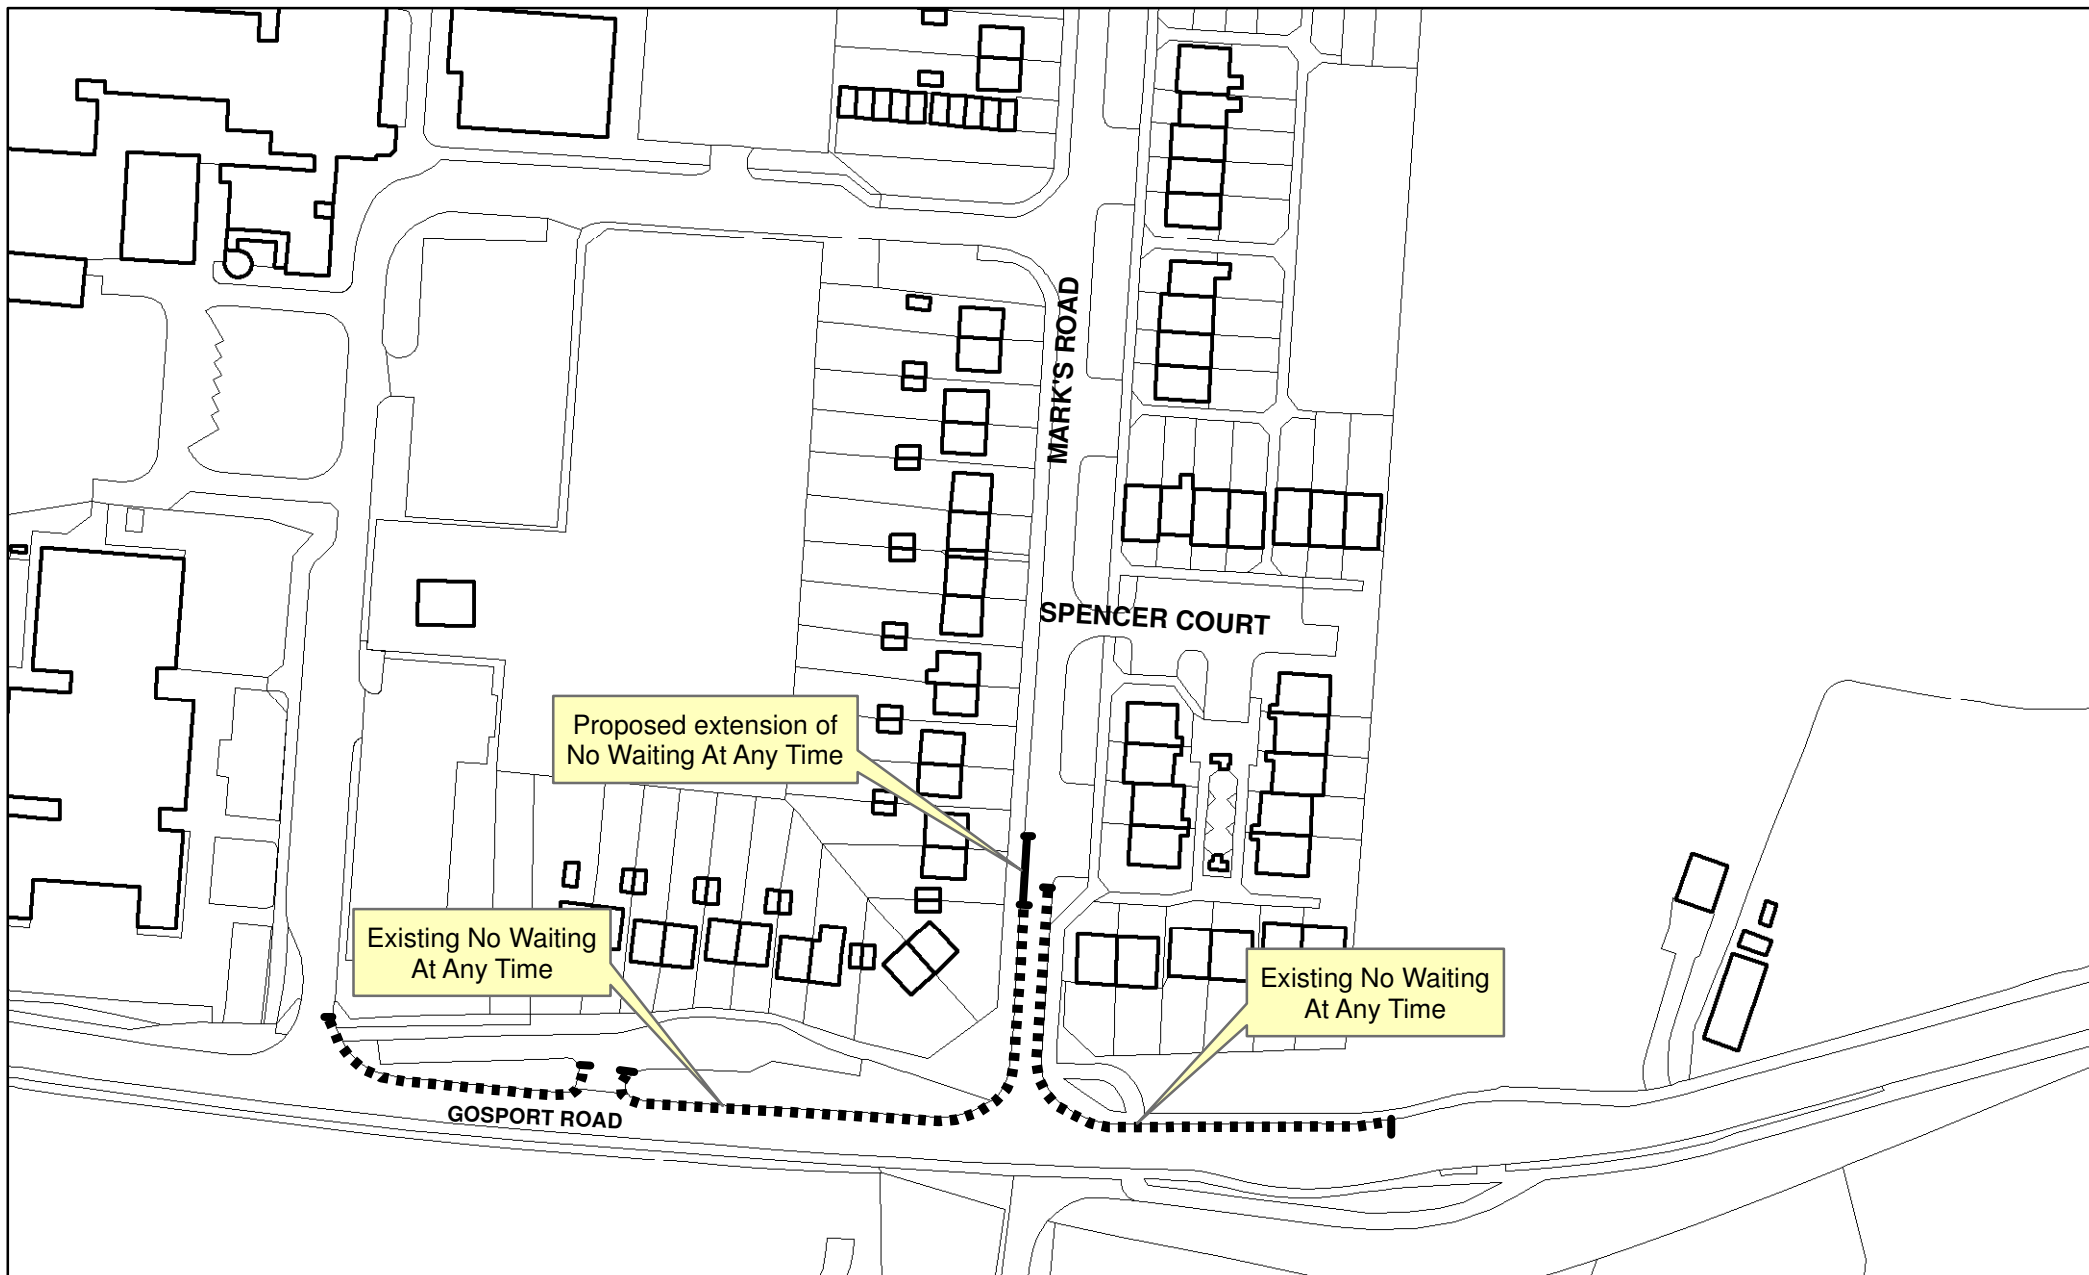 MARK'S ROAD
SPENCER COURT
Proposed extension of
No Waiting At Any Time
Existing No Waiting
At Any Time
Existing No Waiting
At Any Time
GOSPORT ROAD